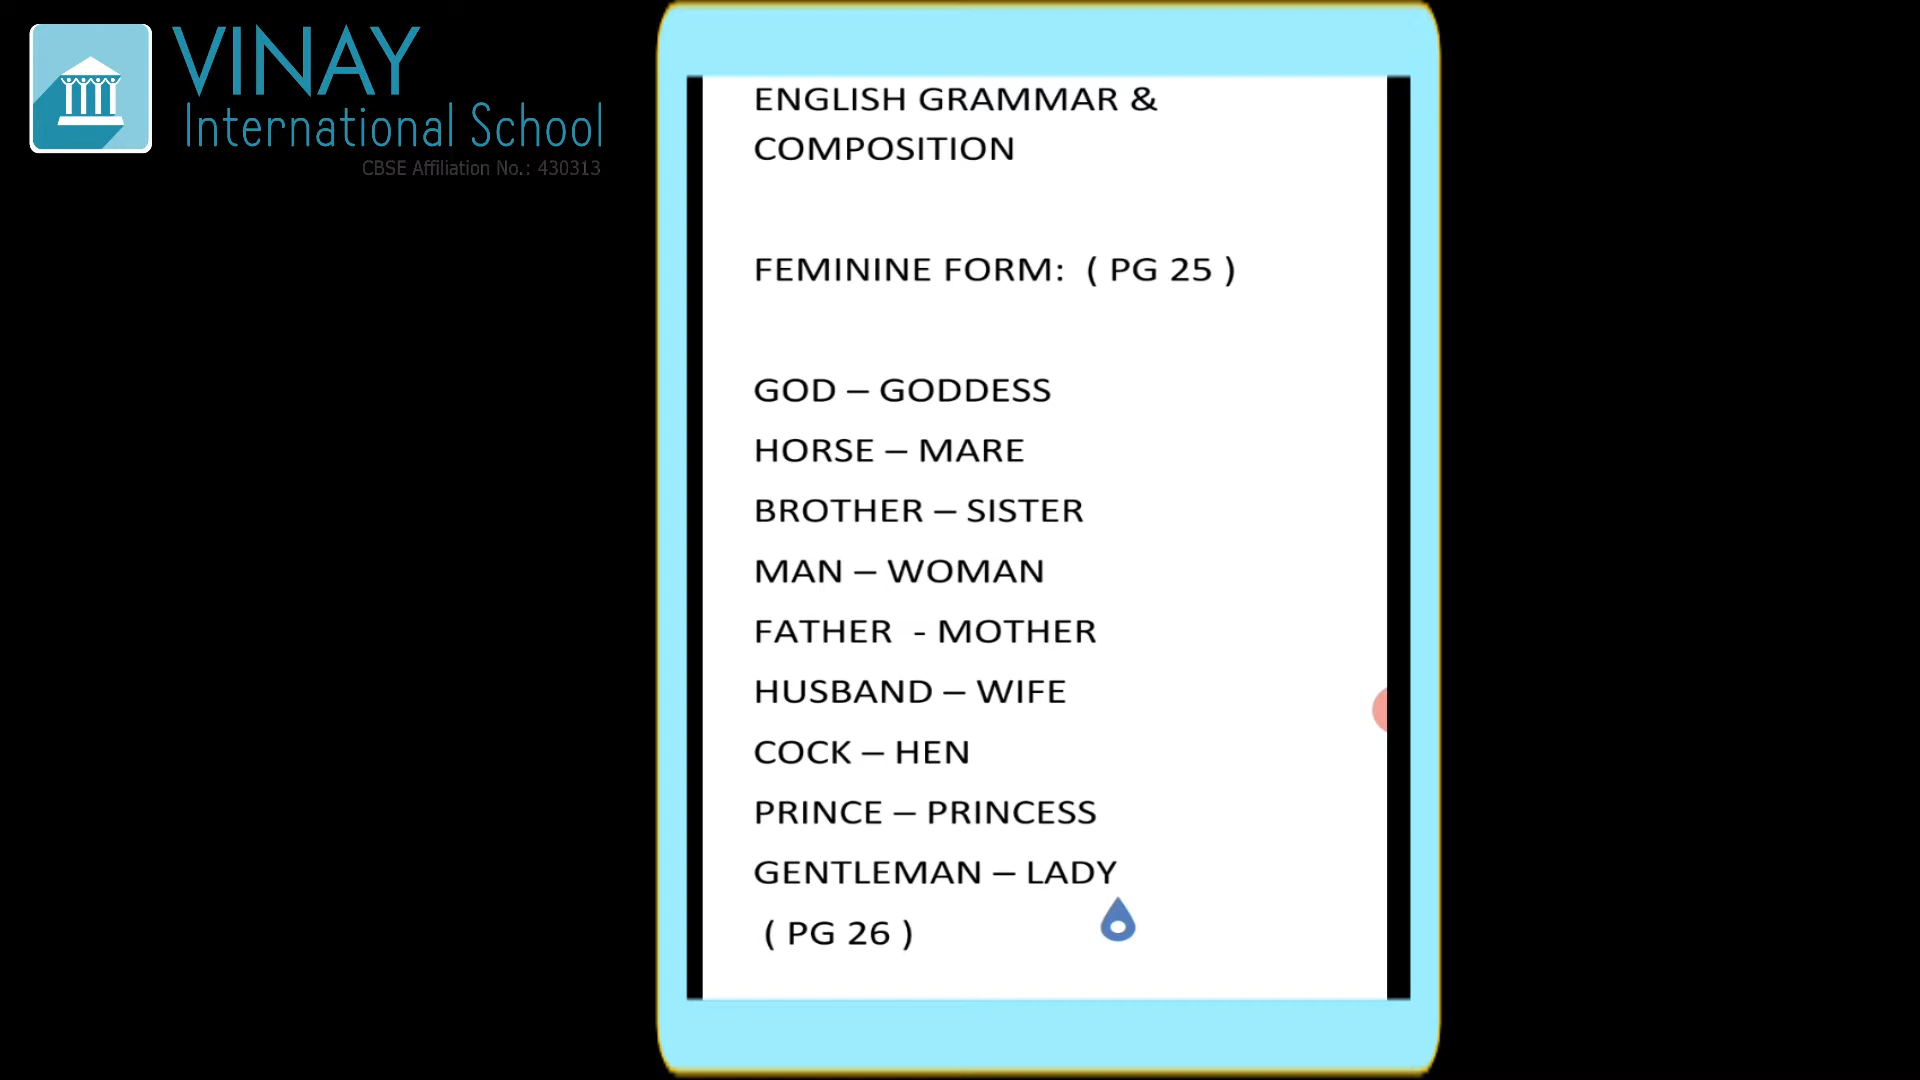 VINAY
International School
CBSE Affiliation No.: 430313
ENGLISH GRAMMAR &
COMPOSITION
FEMININE FORM:  ( PG 25 )
GOD – GODDESS
HORSE – MARE
BROTHER – SISTER
MAN – WOMAN
FATHER  - MOTHER
HUSBAND – WIFE
COCK – HEN
PRINCE – PRINCESS
GENTLEMAN – LADY
( PG 26 )